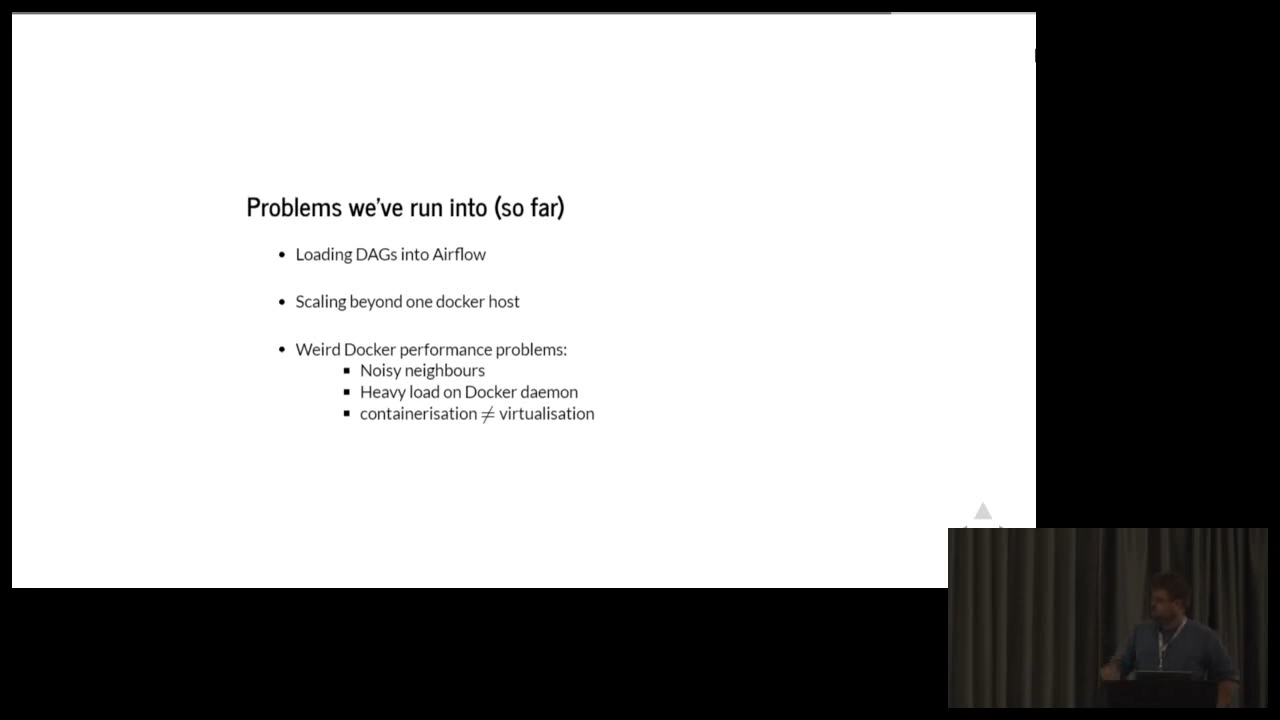 Problems we've run into (so far)
• Loading DAGs into Airflow
• Scaling beyond one docker host
• Weird Docker performance problems:
▪ Noisy neighbours
▪ Heavy load on Docker daemon
▪ containerisation ≠ virtualisation